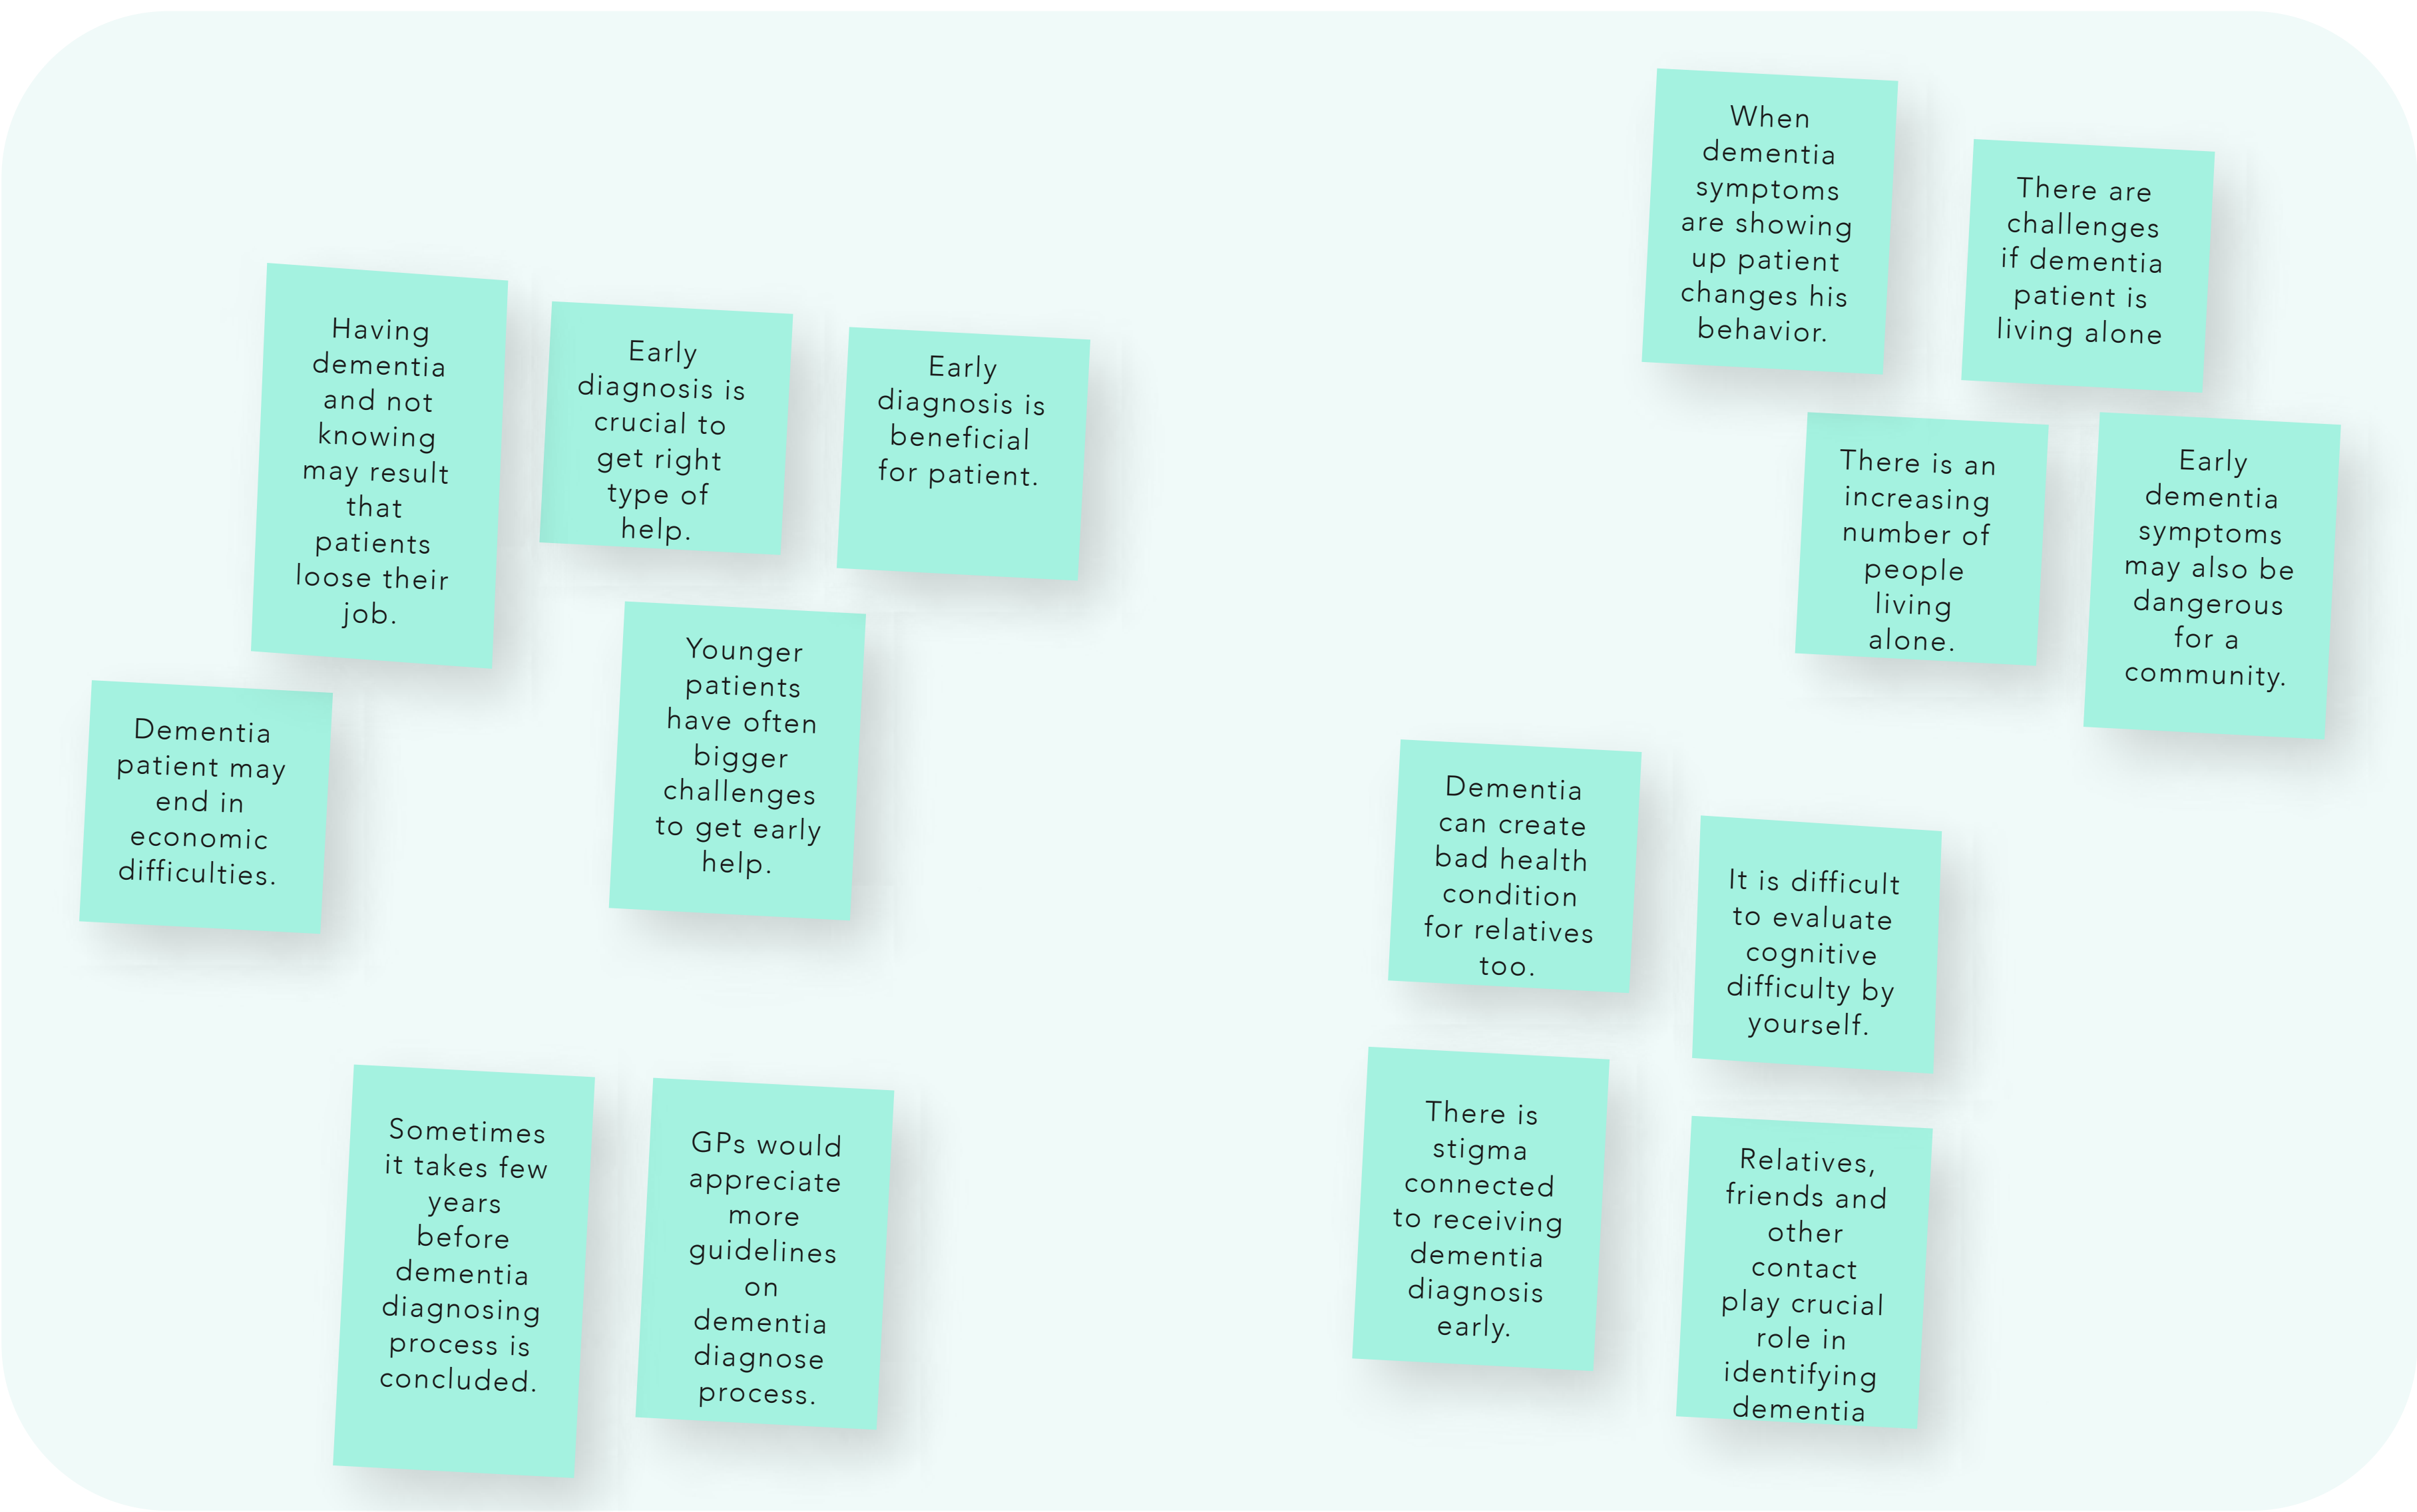 Having
dementia
and not
knowing
may result
that
patients
loose their
job.
Early
diagnosis is
crucial to
get right
type of
help.
Early
diagnosis is
beneficial
for patient.
Younger
patients
have often
bigger
challenges
to get early
help.
Dementia
patient may
end in
economic
difficulties.
Sometimes
it takes few
years
before
dementia
diagnosing
process is
concluded.
GPs would
appreciate
more
guidelines
on
dementia
diagnose
process.
When
dementia
symptoms
are showing
up patient
changes his
behavior.
There are
challenges
if dementia
patient is
living alone
There is an
increasing
number of
people
living
alone.
Early
dementia
symptoms
may also be
dangerous
for a
community.
Dementia
can create
bad health
condition
for relatives
too.
It is difficult
to evaluate
cognitive
difficulty by
yourself.
There is
stigma
connected
to receiving
dementia
diagnosis
early.
Relatives,
friends and
other
contact
play crucial
role in
identifying
dementia